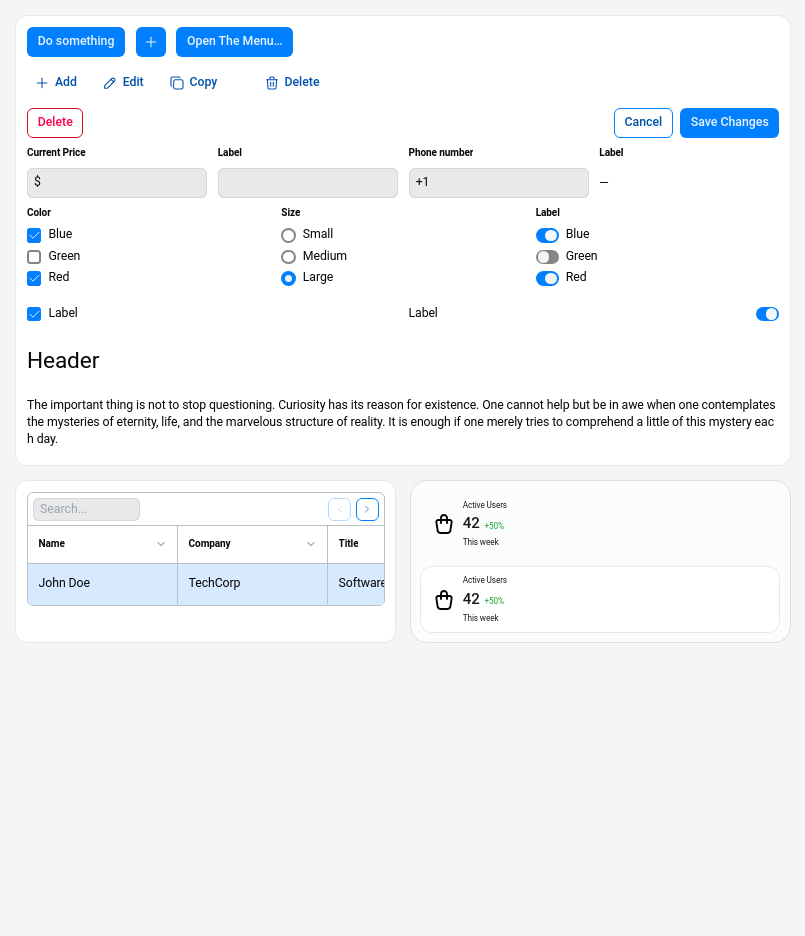 Do something
Open The Menu...
Add Edit Copy Delete
Delete Cancel Save Changes
Current Price Label Phone number Label
$ +1 —
Color Size Label
Blue Small Blue
Green Medium Green
Red Large Red
Label Label
Header
The important thing is not to stop questioning. Curiosity has its reason for existence. One cannot help but be in awe when one contemplates
the mysteries of eternity, life, and the marvelous structure of reality. It is enough if one merely tries to comprehend a little of this mystery eac
h day.
Search...
Name Company Title
John Doe TechCorp Software
Active Users
42 +50%
This week
Active Users
42 +50%
This week